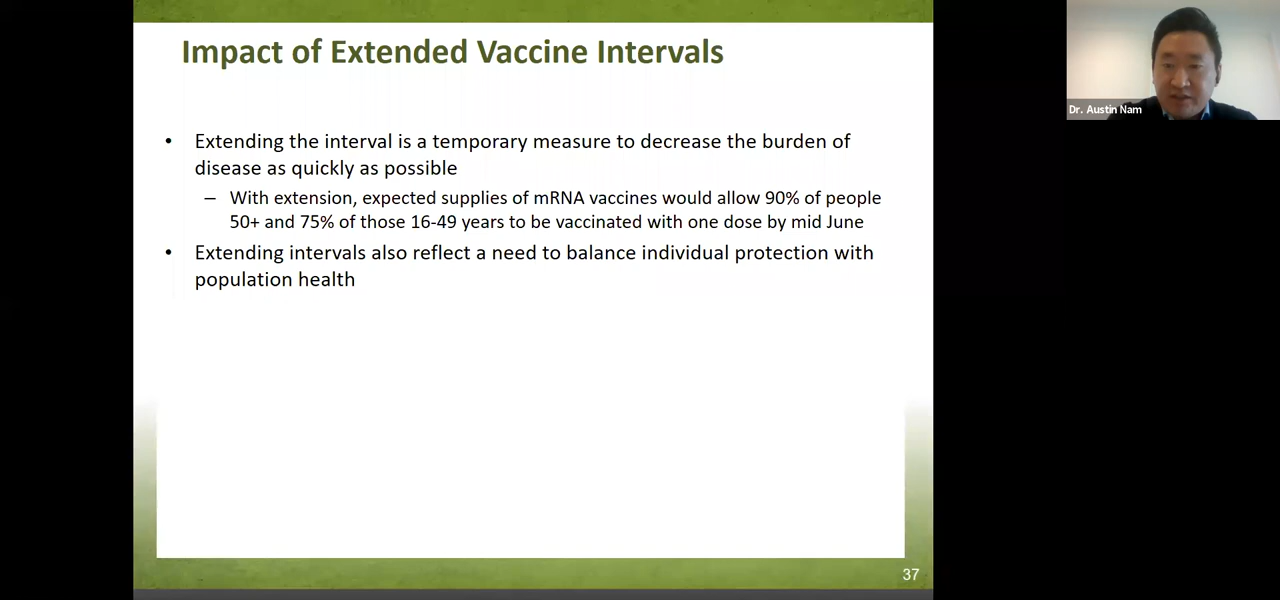 Impact of Extended Vaccine Intervals
Dr. Austin Nam
• Extending the interval is a temporary measure to decrease the burden of
disease as quickly as possible
– With extension, expected supplies of mRNA vaccines would allow 90% of people
50+ and 75% of those 16-49 years to be vaccinated with one dose by mid June
• Extending intervals also reflect a need to balance individual protection with
population health
37